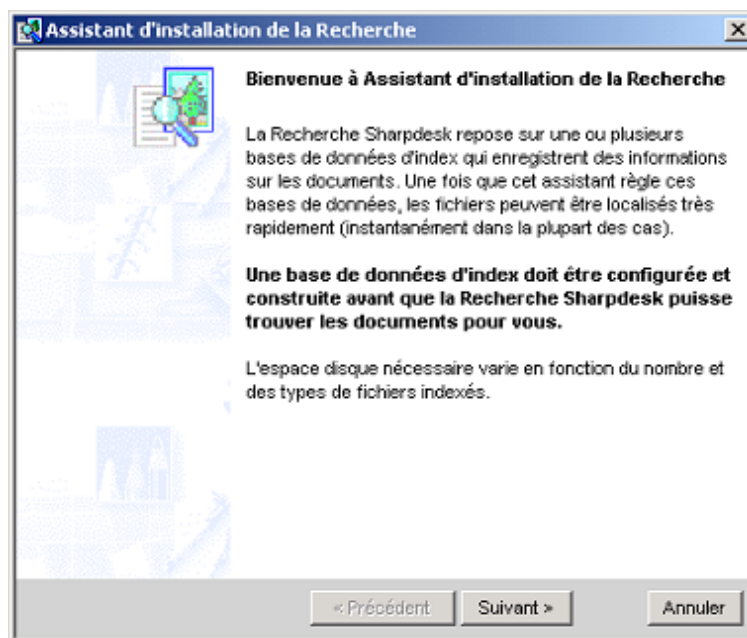 Assistant d'installation de la Recherche
Bienvenue à Assistant d'installation de la Recherche
La Recherche Sharpdesk repose sur une ou plusieurs
bases de données d'index qui enregistrent des informations
sur les documents. Une fois que cet assistant règle ces
bases de données, les fichiers peuvent être localisés très
rapidement (instantanément dans la plupart des cas).
Une base de données d'index doit être configurée et
construite avant que la Recherche Sharpdesk puisse
trouver les documents pour vous.
L'espace disque nécessaire varie en fonction du nombre et
des types de fichiers indexés.
< Précédent Suivant > Annuler